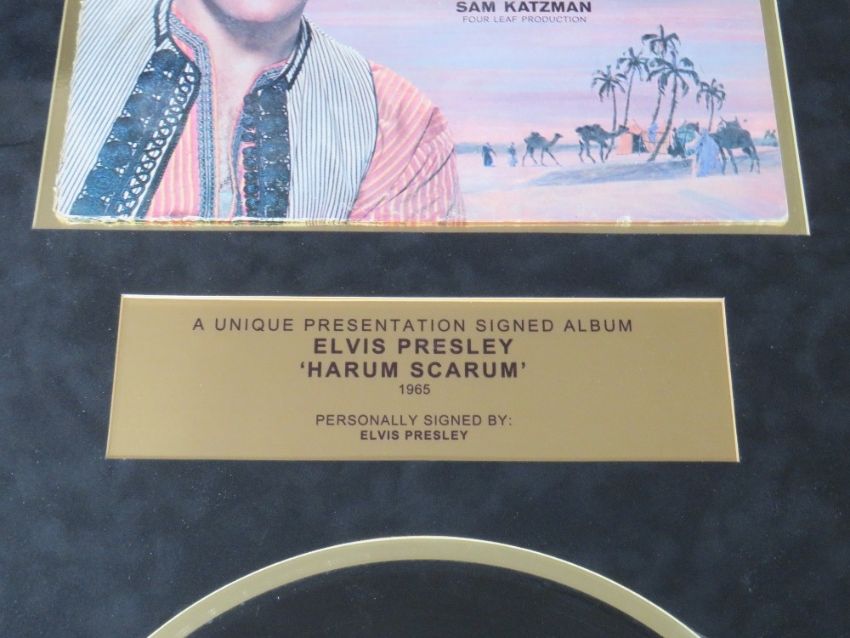 SAM KATZMAN
FOUR LEAF PRODUCTION
A UNIQUE PRESENTATION SIGNED ALBUM
ELVIS PRESLEY
‘HARUM SCARUM’
1965
PERSONALLY SIGNED BY:
ELVIS PRESLEY